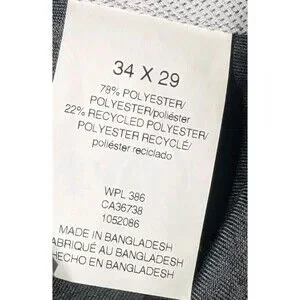 34 X 29
78% POLYESTER/
POLYESTER/poliéster
22% RECYCLED POLYESTER/
POLYESTER RECYCLÉ/
poliéster reciclado
WPL 386
CA36738
1052086
MADE IN BANGLADESH
ABRIQUÉ AU BANGLADESH
HECHO EN BANGLADESH